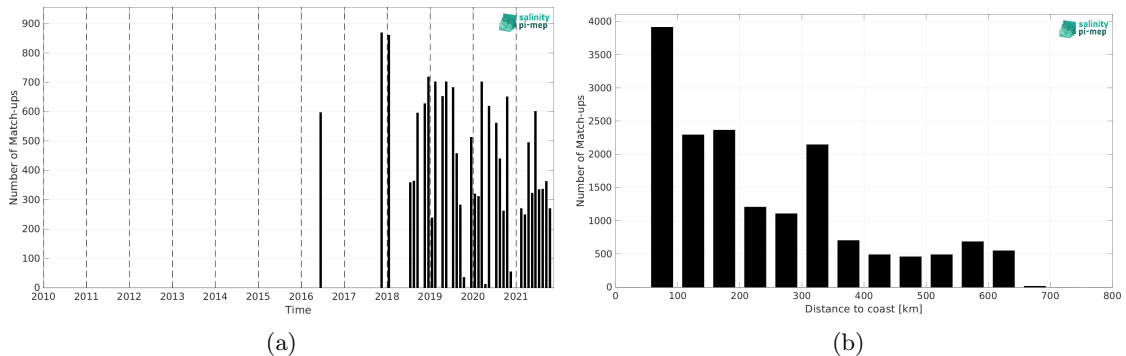 salinity
pi-mep
Number of Match-ups
900
800
700
600
500
400
300
200
100
0
2010 2011 2012 2013 2014 2015 2016 2017 2018 2019 2020 2021
Time
(a)
salinity
pi-mep
Number of Match-ups
4000
3500
3000
2500
2000
1500
1000
500
0
0 100 200 300 400 500 600 700 800
Distance to coast [km]
(b)